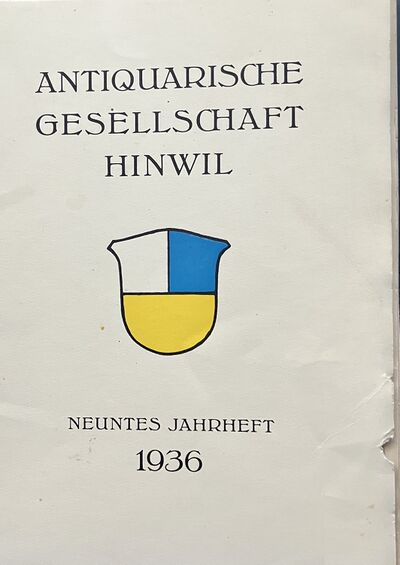 ANTIQUARISCHE
GESELLSCHAFT
HINWIL
NEUNTES JAHRHEFT
1936